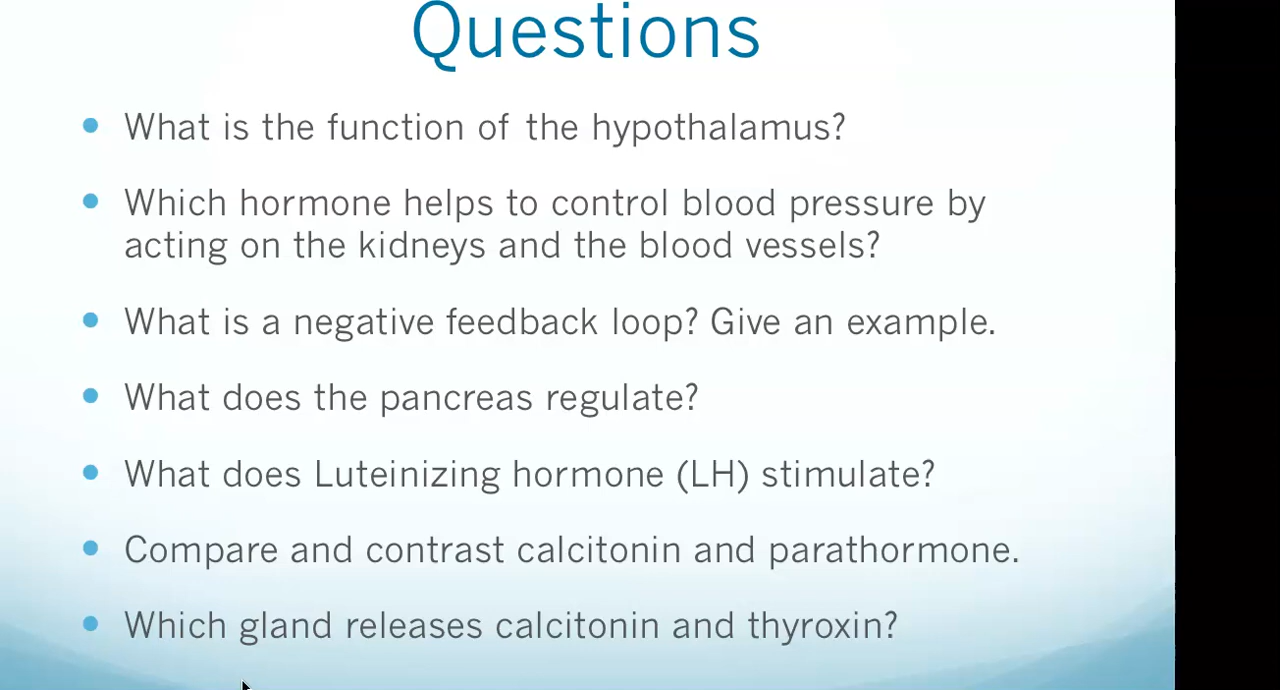 Questions
• What is the function of the hypothalamus?
• Which hormone helps to control blood pressure by
acting on the kidneys and the blood vessels?
• What is a negative feedback loop? Give an example.
• What does the pancreas regulate?
• What does Luteinizing hormone (LH) stimulate?
• Compare and contrast calcitonin and parathormone.
• Which gland releases calcitonin and thyroxin?